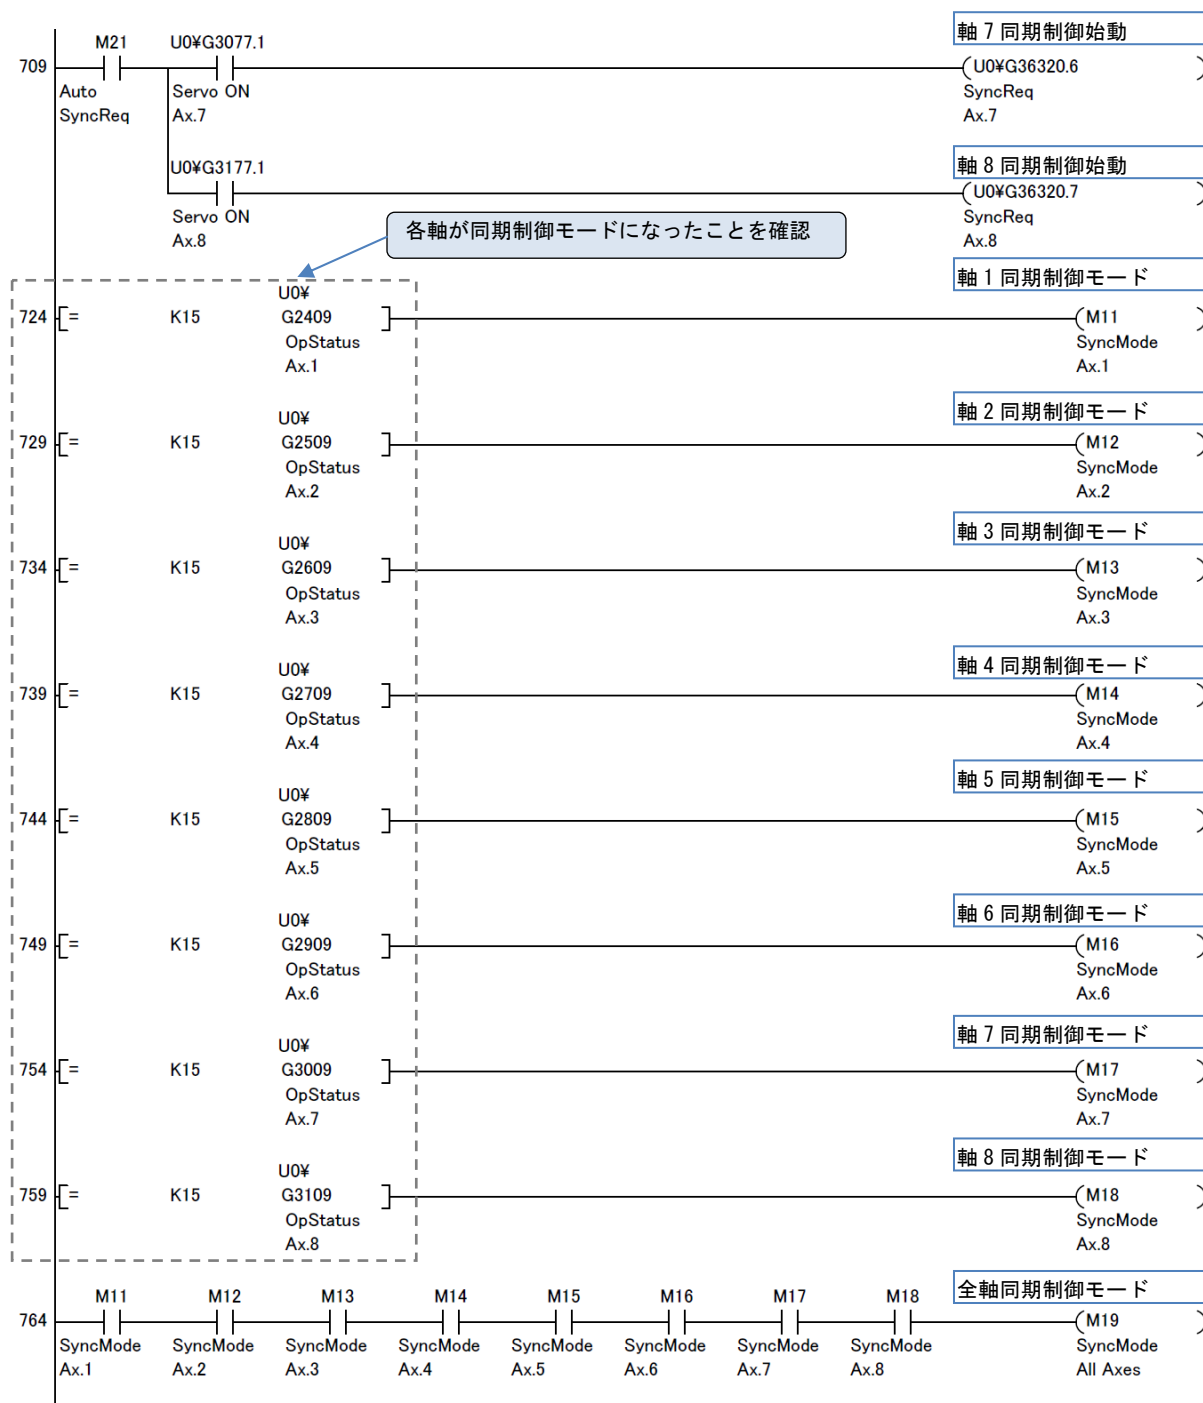 軸７同期制御始動
M21 U0¥G3077.1
709 U0¥G36320.6
Auto Servo ON SyncReq
SyncReq Ax.7 Ax.7
軸８同期制御始動
U0¥G3177.1
U0¥G36320.7
Servo ON SyncReq
Ax.8 Ax.8
各軸が同期制御モードになったことを確認
軸１同期制御モード
U0¥
724 [= K15 G2409 ] M11
OpStatus SyncMode
Ax.1 Ax.1
軸２同期制御モード
U0¥
729 [= K15 G2509 ] M12
OpStatus SyncMode
Ax.2 Ax.2
軸３同期制御モード
U0¥
734 [= K15 G2609 ] M13
OpStatus SyncMode
Ax.3 Ax.3
軸４同期制御モード
U0¥
739 [= K15 G2709 ] M14
OpStatus SyncMode
Ax.4 Ax.4
軸５同期制御モード
U0¥
744 [= K15 G2809 ] M15
OpStatus SyncMode
Ax.5 Ax.5
軸６同期制御モード
U0¥
749 [= K15 G2909 ] M16
OpStatus SyncMode
Ax.6 Ax.6
軸７同期制御モード
U0¥
754 [= K15 G3009 ] M17
OpStatus SyncMode
Ax.7 Ax.7
軸８同期制御モード
U0¥
759 [= K15 G3109 ] M18
OpStatus SyncMode
Ax.8 Ax.8
全軸同期制御モード
M11 M12 M13 M14 M15 M16 M17 M18
764 M19
SyncMode SyncMode SyncMode SyncMode SyncMode SyncMode SyncMode SyncMode SyncMode
Ax.1 Ax.2 Ax.3 Ax.4 Ax.5 Ax.6 Ax.7 Ax.8 All Axes